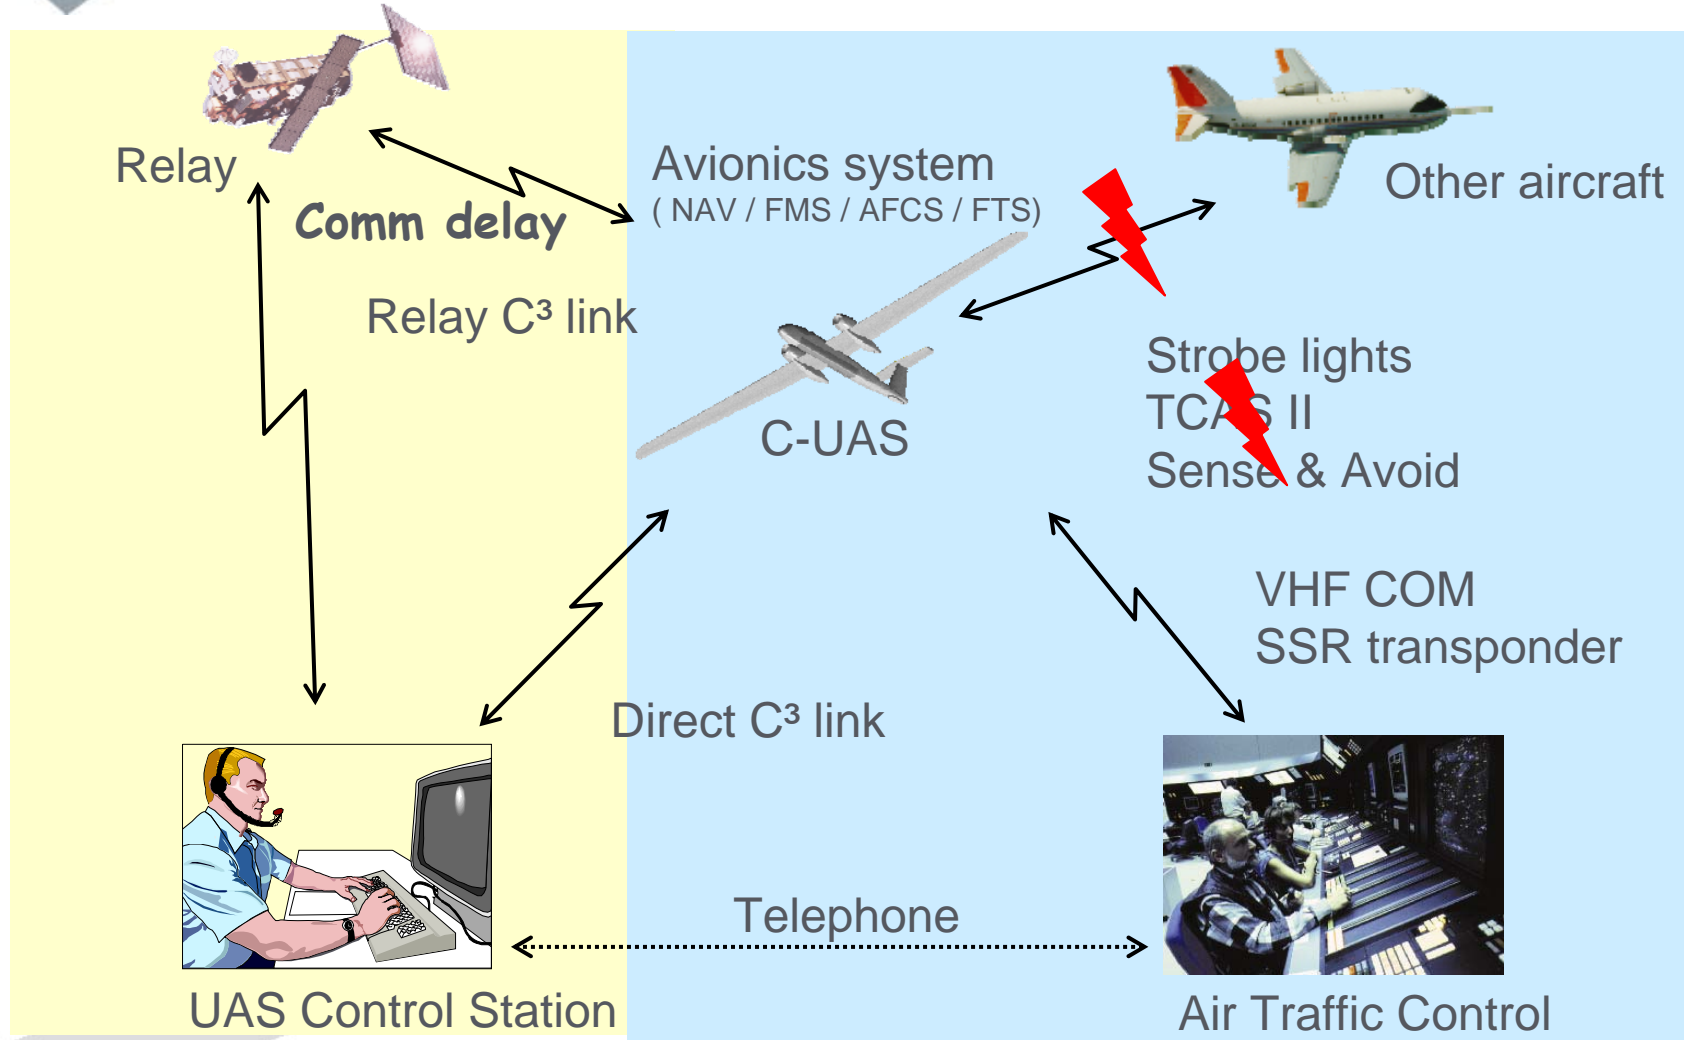 Relay
Comm delay
Relay C³ link
Avionics system
( NAV / FMS / AFCS / FTS)
C-UAS
Other aircraft
Strobe lights
TCAS II
Sense & Avoid
VHF COM
SSR transponder
Direct C³ link
Telephone
UAS Control Station
Air Traffic Control